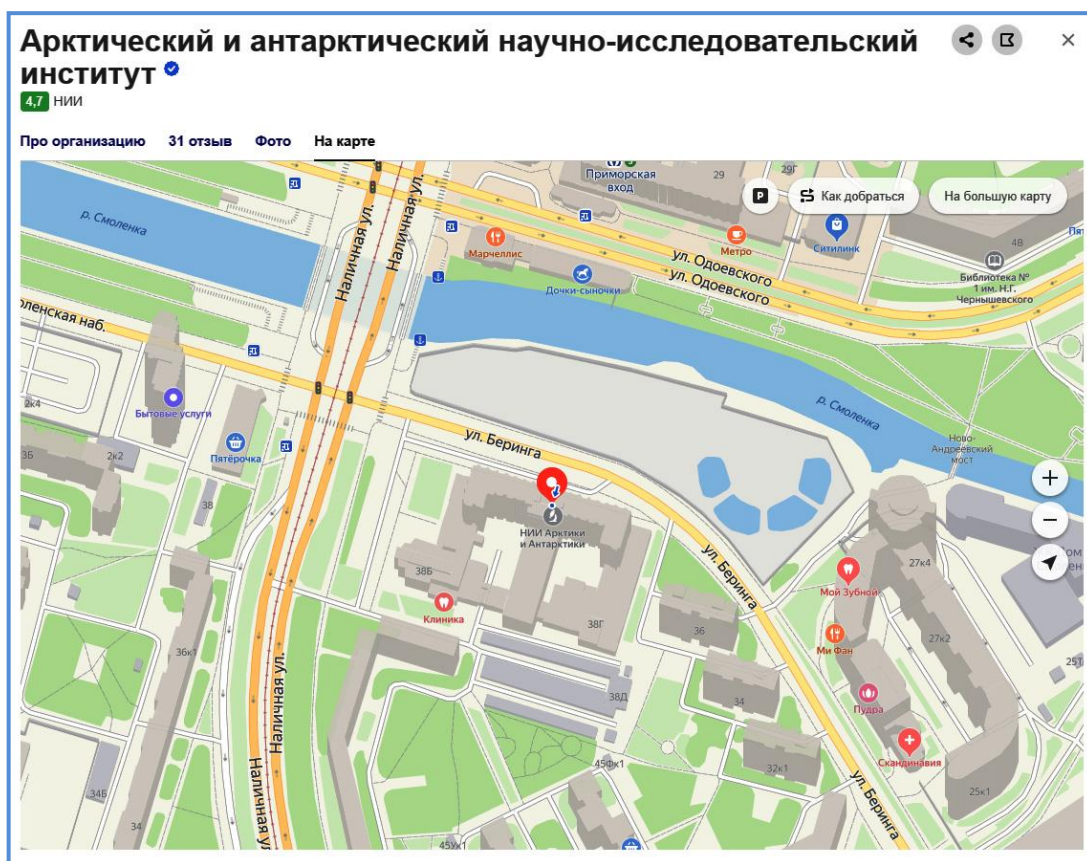 Арктический и антарктический научно-исследовательский
институт
4,7 НИИ
Про организацию 31 отзыв Фото На карте
Приморская
вход
29
29Г
P
Как добраться
На большую карту
р. Смоленка
Наличная ул.
Наличная ул.
Марчеллис
Метро
Ситилинк
4В
ул. Одоевского
ул. Одоевского
Библиотека №
1 им. Н.Г.
Чернышевского
Дочки-сыночки
ленская наб.
2к4
Бытовые услуги
р. Смоленка
Пятёрочка
ул. Беринга
Ново-
Андреевский
мост
2к2
38
НИИ Арктики
и Антарктики
ул. Беринга
38Б
27к4
Мой Зубной
Клиника
38Г
36
Ми Фан
27к2
36к1
Наличная ул.
38Д
34
Пудра
45Фк1
32к1
Скандинавия
34Б
34
Наличная ул.
ул. Беринга
25к1